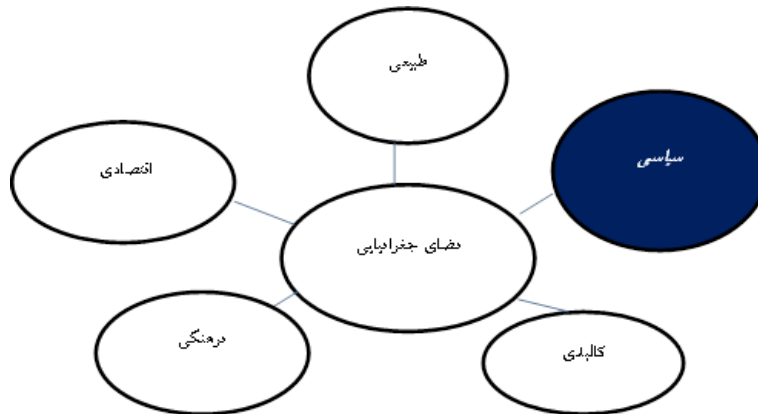 طبیعی
سیاسی
اقتصادی
فضای جغرافیایی
فرهنگی
کالبدی